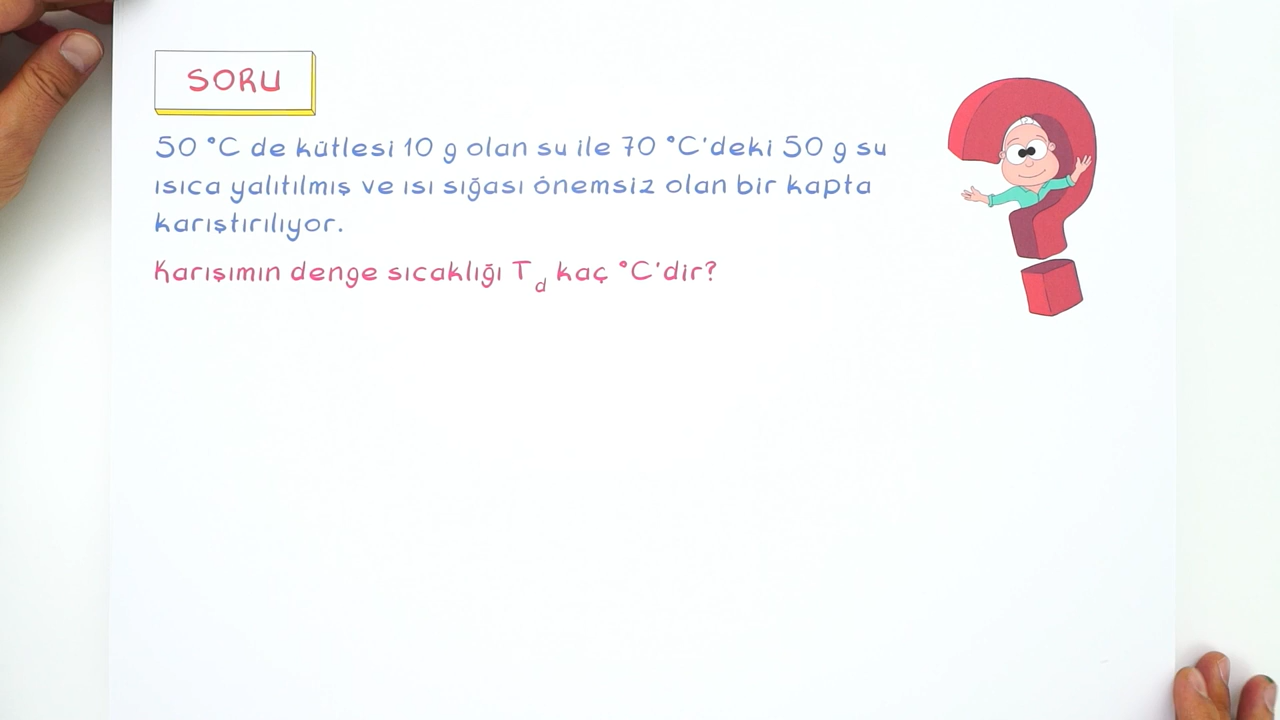 SORU
50 °C de kütlesi 10 g olan su ile 70 °C'deki 50 g su
ısıca yalıtılmış ve ısı sığası önemsiz olan bir kapta
karıştırılıyor.
Karışımın denge sıcaklığı T_d kaç °C'dir?